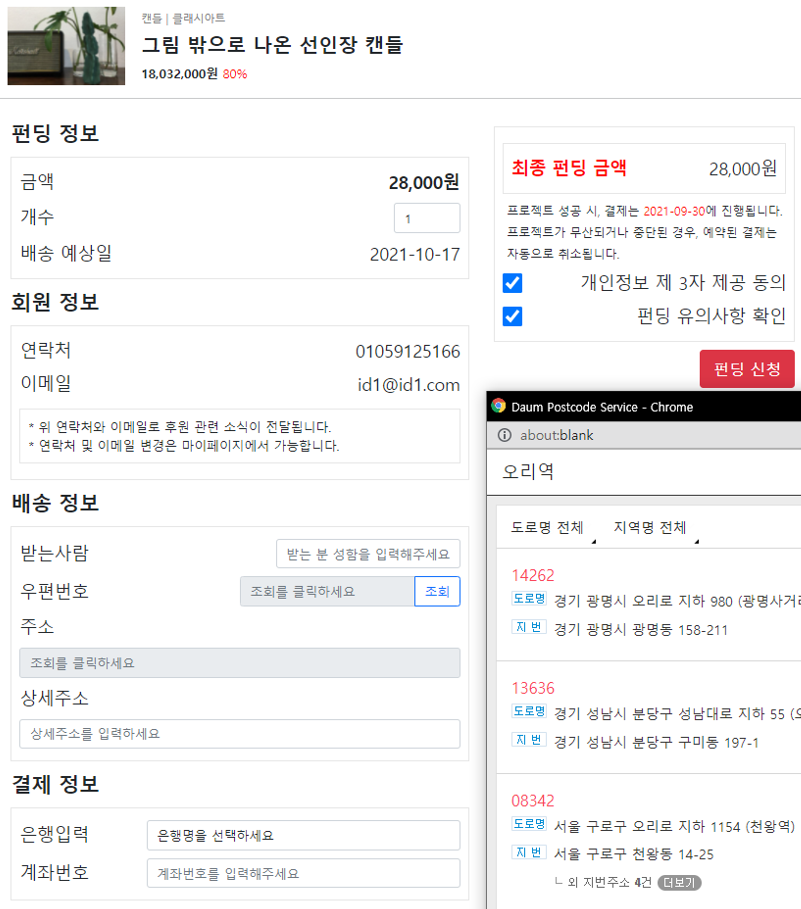 캔들 | 클래시아트
그림 밖으로 나온 선인장 캔들
18,032,000원 80%
펀딩 정보
금액 28,000원
개수 1
배송 예상일 2021-10-17
회원 정보
연락처 01059125166
이메일 id1@id1.com
* 위 연락처와 이메일로 후원 관련 소식이 전달됩니다.
* 연락처 및 이메일 변경은 마이페이지에서 가능합니다.
배송 정보
받는사람 받는 분 성함을 입력해주세요
우편번호 조회를 클릭하세요 조회
주소
조회를 클릭하세요
상세주소
상세주소를 입력하세요
결제 정보
은행입력 은행명을 선택하세요
계좌번호 계좌번호를 입력해주세요
최종 펀딩 금액 28,000원
프로젝트 성공 시, 결제는 2021-09-30에 진행됩니다.
프로젝트가 무산되거나 중단된 경우, 예약된 결제는
자동으로 취소됩니다.
개인정보 제 3자 제공 동의
펀딩 유의사항 확인
펀딩 신청
Daum Postcode Service - Chrome
about:blank
오리역
도로명 전체 지역명 전체
14262
도로명 경기 광명시 오리로 지하 980 (광명사거리
지 번 경기 광명시 광명동 158-211
13636
도로명 경기 성남시 분당구 성남대로 지하 55 (오
지 번 경기 성남시 분당구 구미동 197-1
08342
도로명 서울 구로구 오리로 지하 1154 (천왕역)
지 번 서울 구로구 천왕동 14-25
└ 외 지번주소 4건 더보기